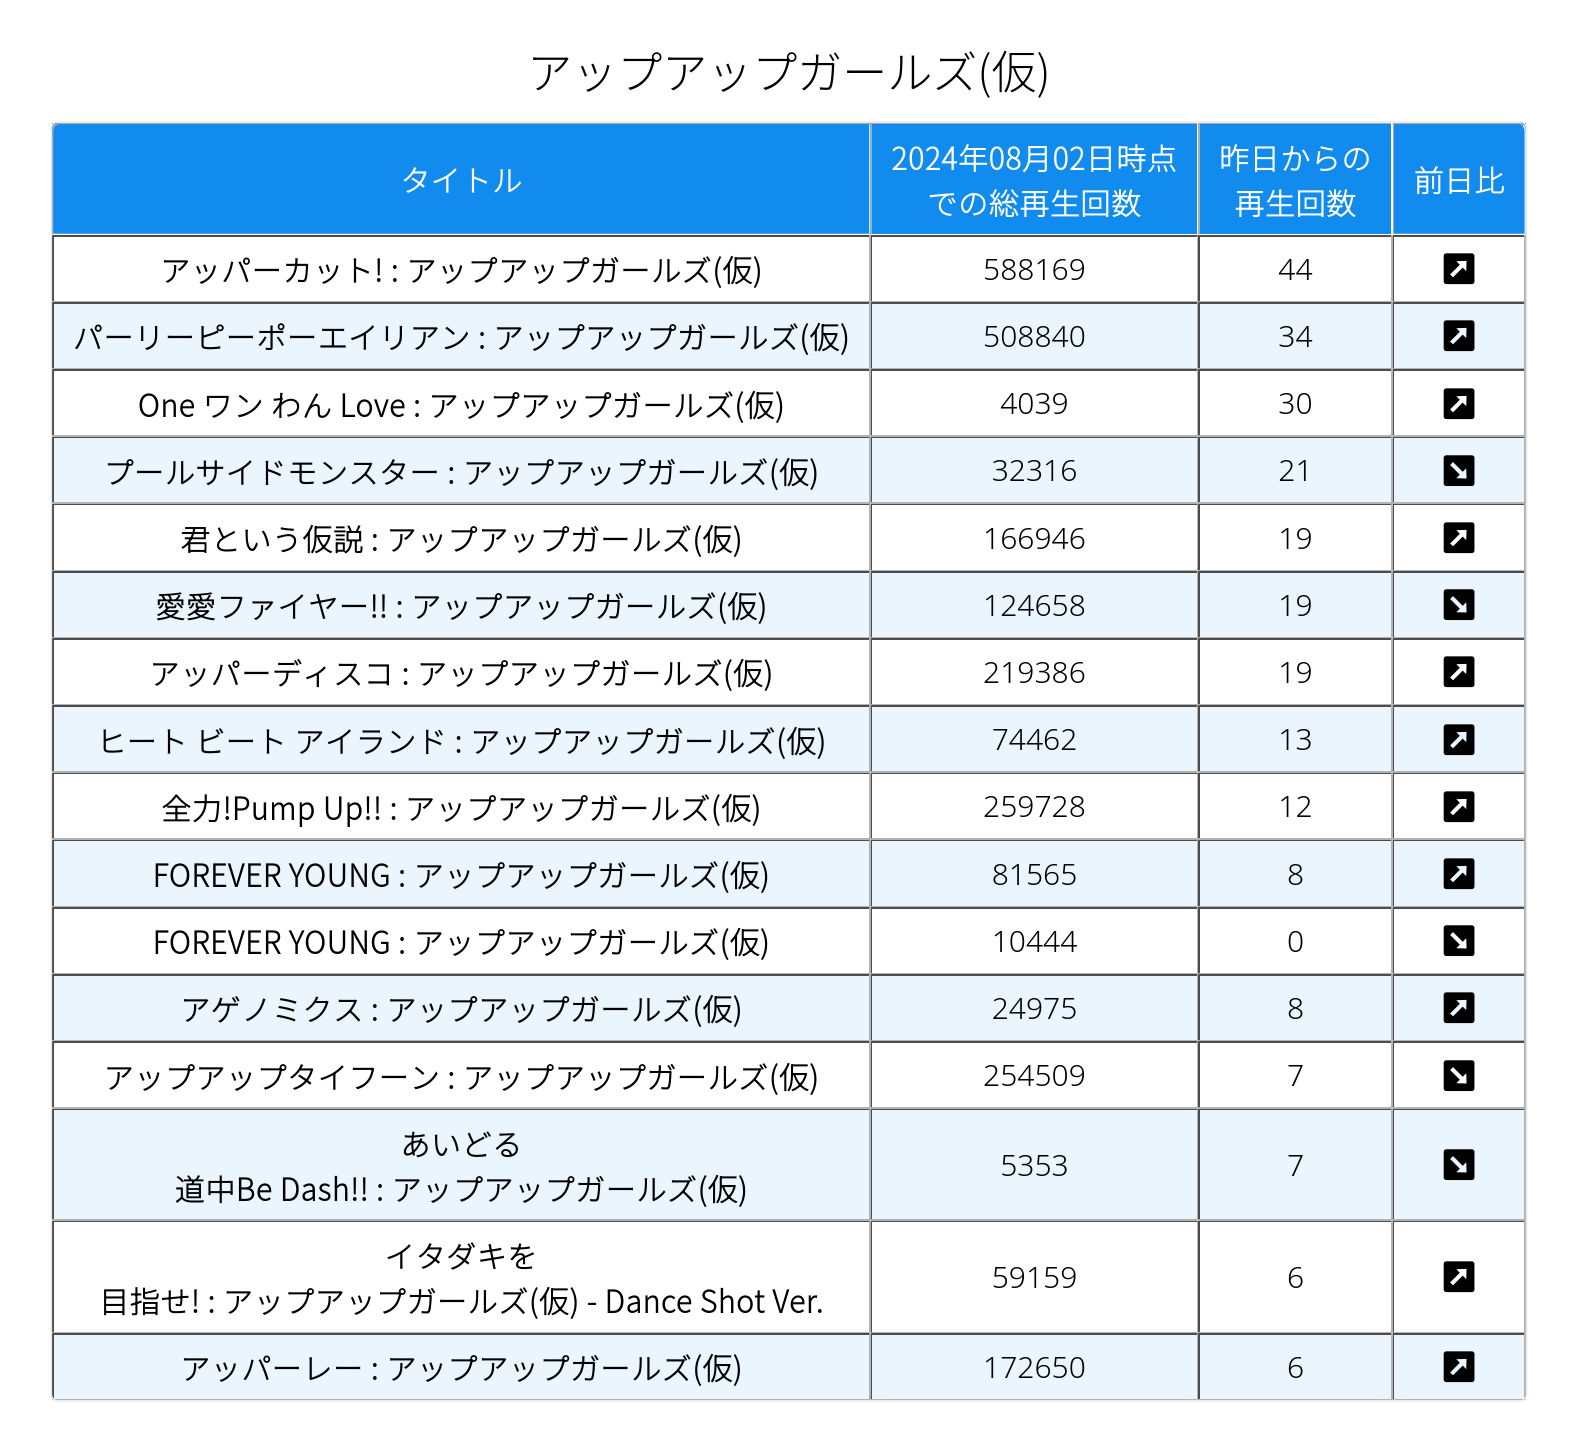 アップアップガールズ(仮)
タイトル
2024年08月02日時点
での総再生回数
昨日からの
再生回数
前日比
アッパーカット! : アップアップガールズ(仮) 588169 44 ↗
パーリーピーポーエイリアン : アップアップガールズ(仮) 508840 34 ↗
One ワン わん Love : アップアップガールズ(仮) 4039 30 ↗
プールサイドモンスター : アップアップガールズ(仮) 32316 21 ↘
君という仮説 : アップアップガールズ(仮) 166946 19 ↗
愛愛ファイヤー!! : アップアップガールズ(仮) 124658 19 ↘
アッパーディスコ : アップアップガールズ(仮) 219386 19 ↗
ヒート ビート アイランド : アップアップガールズ(仮) 74462 13 ↗
全力!Pump Up!! : アップアップガールズ(仮) 259728 12 ↗
FOREVER YOUNG : アップアップガールズ(仮) 81565 8 ↗
FOREVER YOUNG : アップアップガールズ(仮) 10444 0 ↘
アゲノミクス : アップアップガールズ(仮) 24975 8 ↗
アップアップタイフーン : アップアップガールズ(仮) 254509 7 ↘
あいどる
道中Be Dash!! : アップアップガールズ(仮) 5353 7 ↘
イタダキを
目指せ! : アップアップガールズ(仮) - Dance Shot Ver. 59159 6 ↗
アッパーレー : アップアップガールズ(仮) 172650 6 ↗